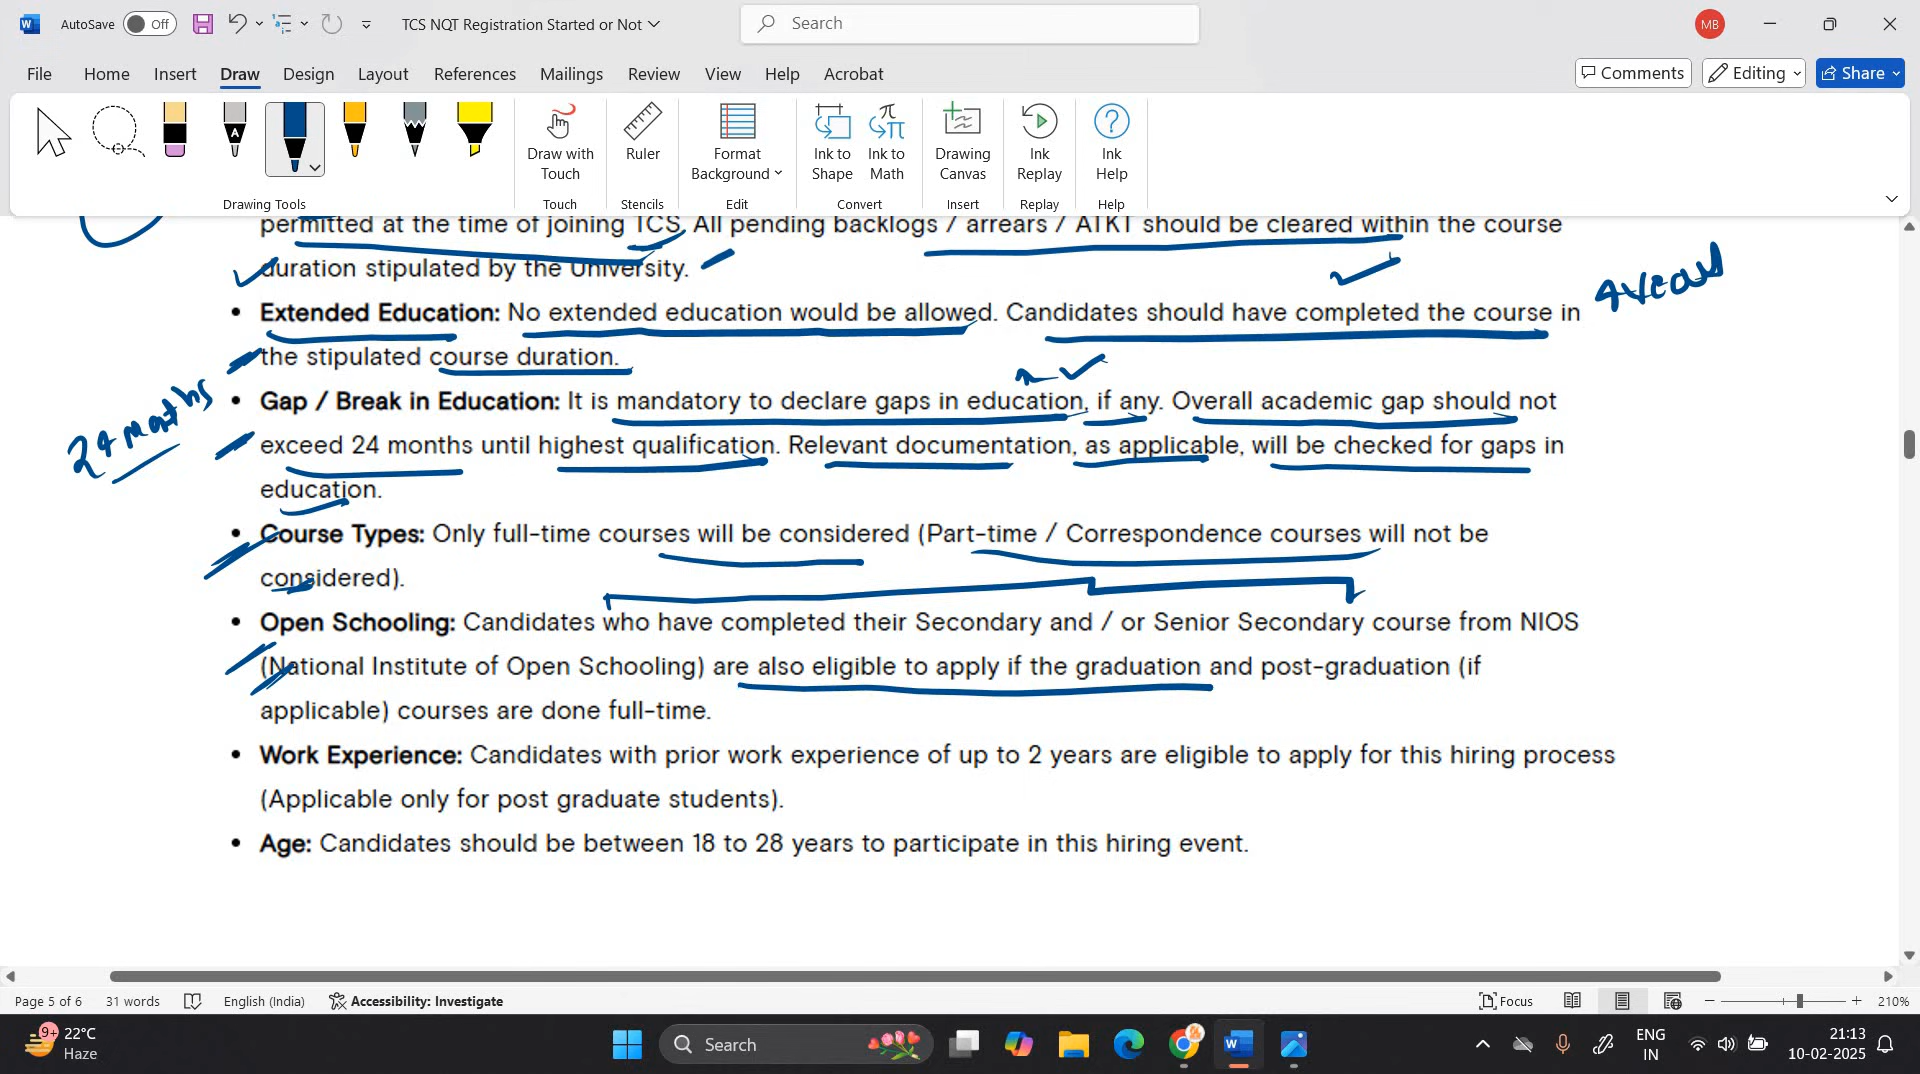 AutoSave Off
TCS NQT Registration Started or Not
Search
MB
File Home Insert Draw Design Layout References Mailings Review View Help Acrobat
Comments Editing Share
A
Draw with Touch
Ruler
Format Background
Ink to Shape
Ink to Math
Drawing Canvas
Ink Replay
Ink Help
Drawing Tools Touch Stencils Edit Convert Insert Replay Help
permitted at the time of joining TCS. All pending backlogs / arrears / ATKT should be cleared within the course
duration stipulated by the University.
4 years
• Extended Education: No extended education would be allowed. Candidates should have completed the course in
the stipulated course duration.
24 months
• Gap / Break in Education: It is mandatory to declare gaps in education, if any. Overall academic gap should not
exceed 24 months until highest qualification. Relevant documentation, as applicable, will be checked for gaps in
education.
• Course Types: Only full-time courses will be considered (Part-time / Correspondence courses will not be
considered).
• Open Schooling: Candidates who have completed their Secondary and / or Senior Secondary course from NIOS
(National Institute of Open Schooling) are also eligible to apply if the graduation and post-graduation (if
applicable) courses are done full-time.
• Work Experience: Candidates with prior work experience of up to 2 years are eligible to apply for this hiring process
(Applicable only for post graduate students).
• Age: Candidates should be between 18 to 28 years to participate in this hiring event.
Page 5 of 6 31 words English (India) Accessibility: Investigate Focus 210%
9+ 22°C
Haze
Search
ENG
IN
21:13
10-02-2025